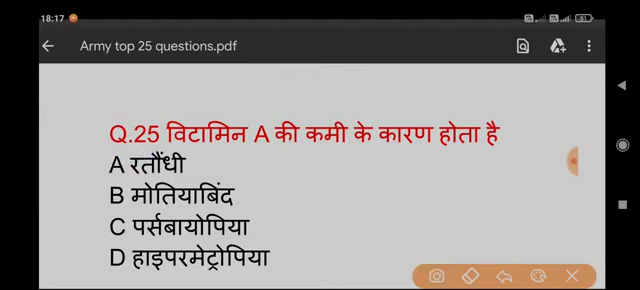 18:17
Army top 25 questions.pdf
Q.25 विटामिन A की कमी के कारण होता है
A रतौंधी
B मोतियाबिंद
C पर्सबायोपिया
D हाइपरमेट्रोपिया